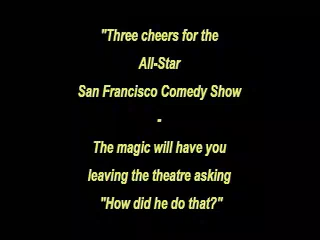 "Three cheers for the
All-Star
San Francisco Comedy Show
-
The magic will have you
leaving the theatre asking
"How did he do that?"